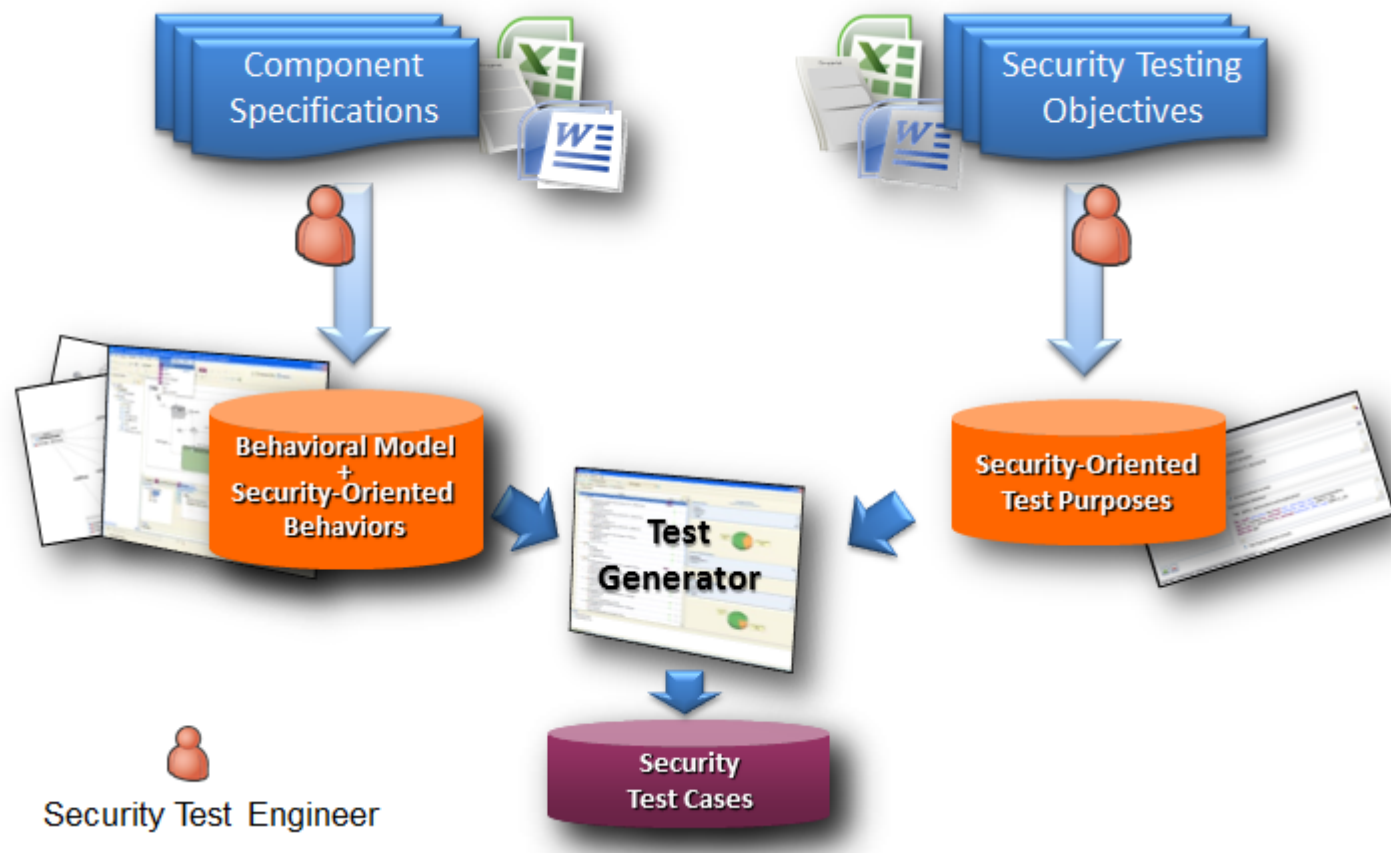 Component
Specifications
Security Testing
Objectives
Behavioral Model
+
Security-Oriented
Behaviors
Security-Oriented
Test Purposes
Test
Generator
Security
Test Cases
Security Test Engineer